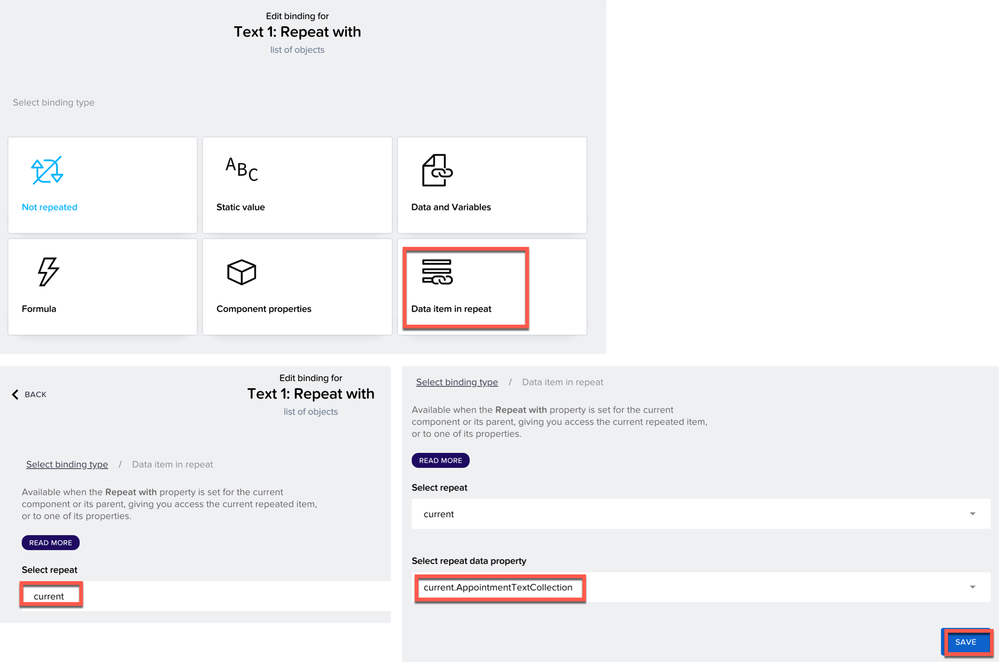 Edit binding for
Text 1: Repeat with
list of objects
Select binding type
Not repeated
ABC
Static value
Data and Variables
Formula
Component properties
Data item in repeat
BACK
Edit binding for
Text 1: Repeat with
list of objects
Select binding type / Data item in repeat
Available when the Repeat with property is set for the current
component or its parent, giving you access the current repeated item,
or to one of its properties.
READ MORE
Select repeat
current
Select binding type / Data item in repeat
Available when the Repeat with property is set for the current
component or its parent, giving you access the current repeated item,
or to one of its properties.
READ MORE
Select repeat
current
Select repeat data property
current.AppointmentTextCollection
SAVE